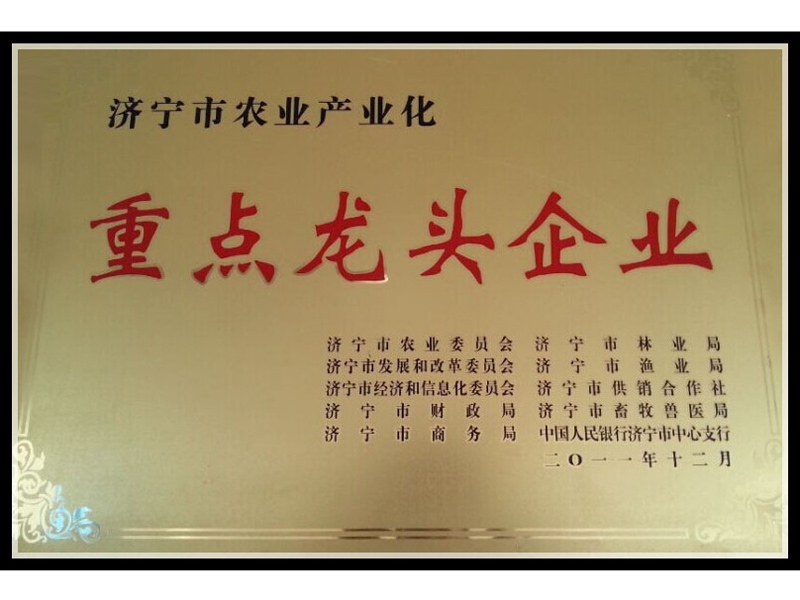 济宁市农业产业化
重点龙头企业
济宁市农业委员会 济宁市林业局
济宁市发展和改革委员会 济宁市渔业局
济宁市经济和信息化委员会 济宁市供销合作社
济宁市财政局 济宁市畜牧兽医局
济宁市商务局 中国人民银行济宁市中心支行
二〇一一年十二月